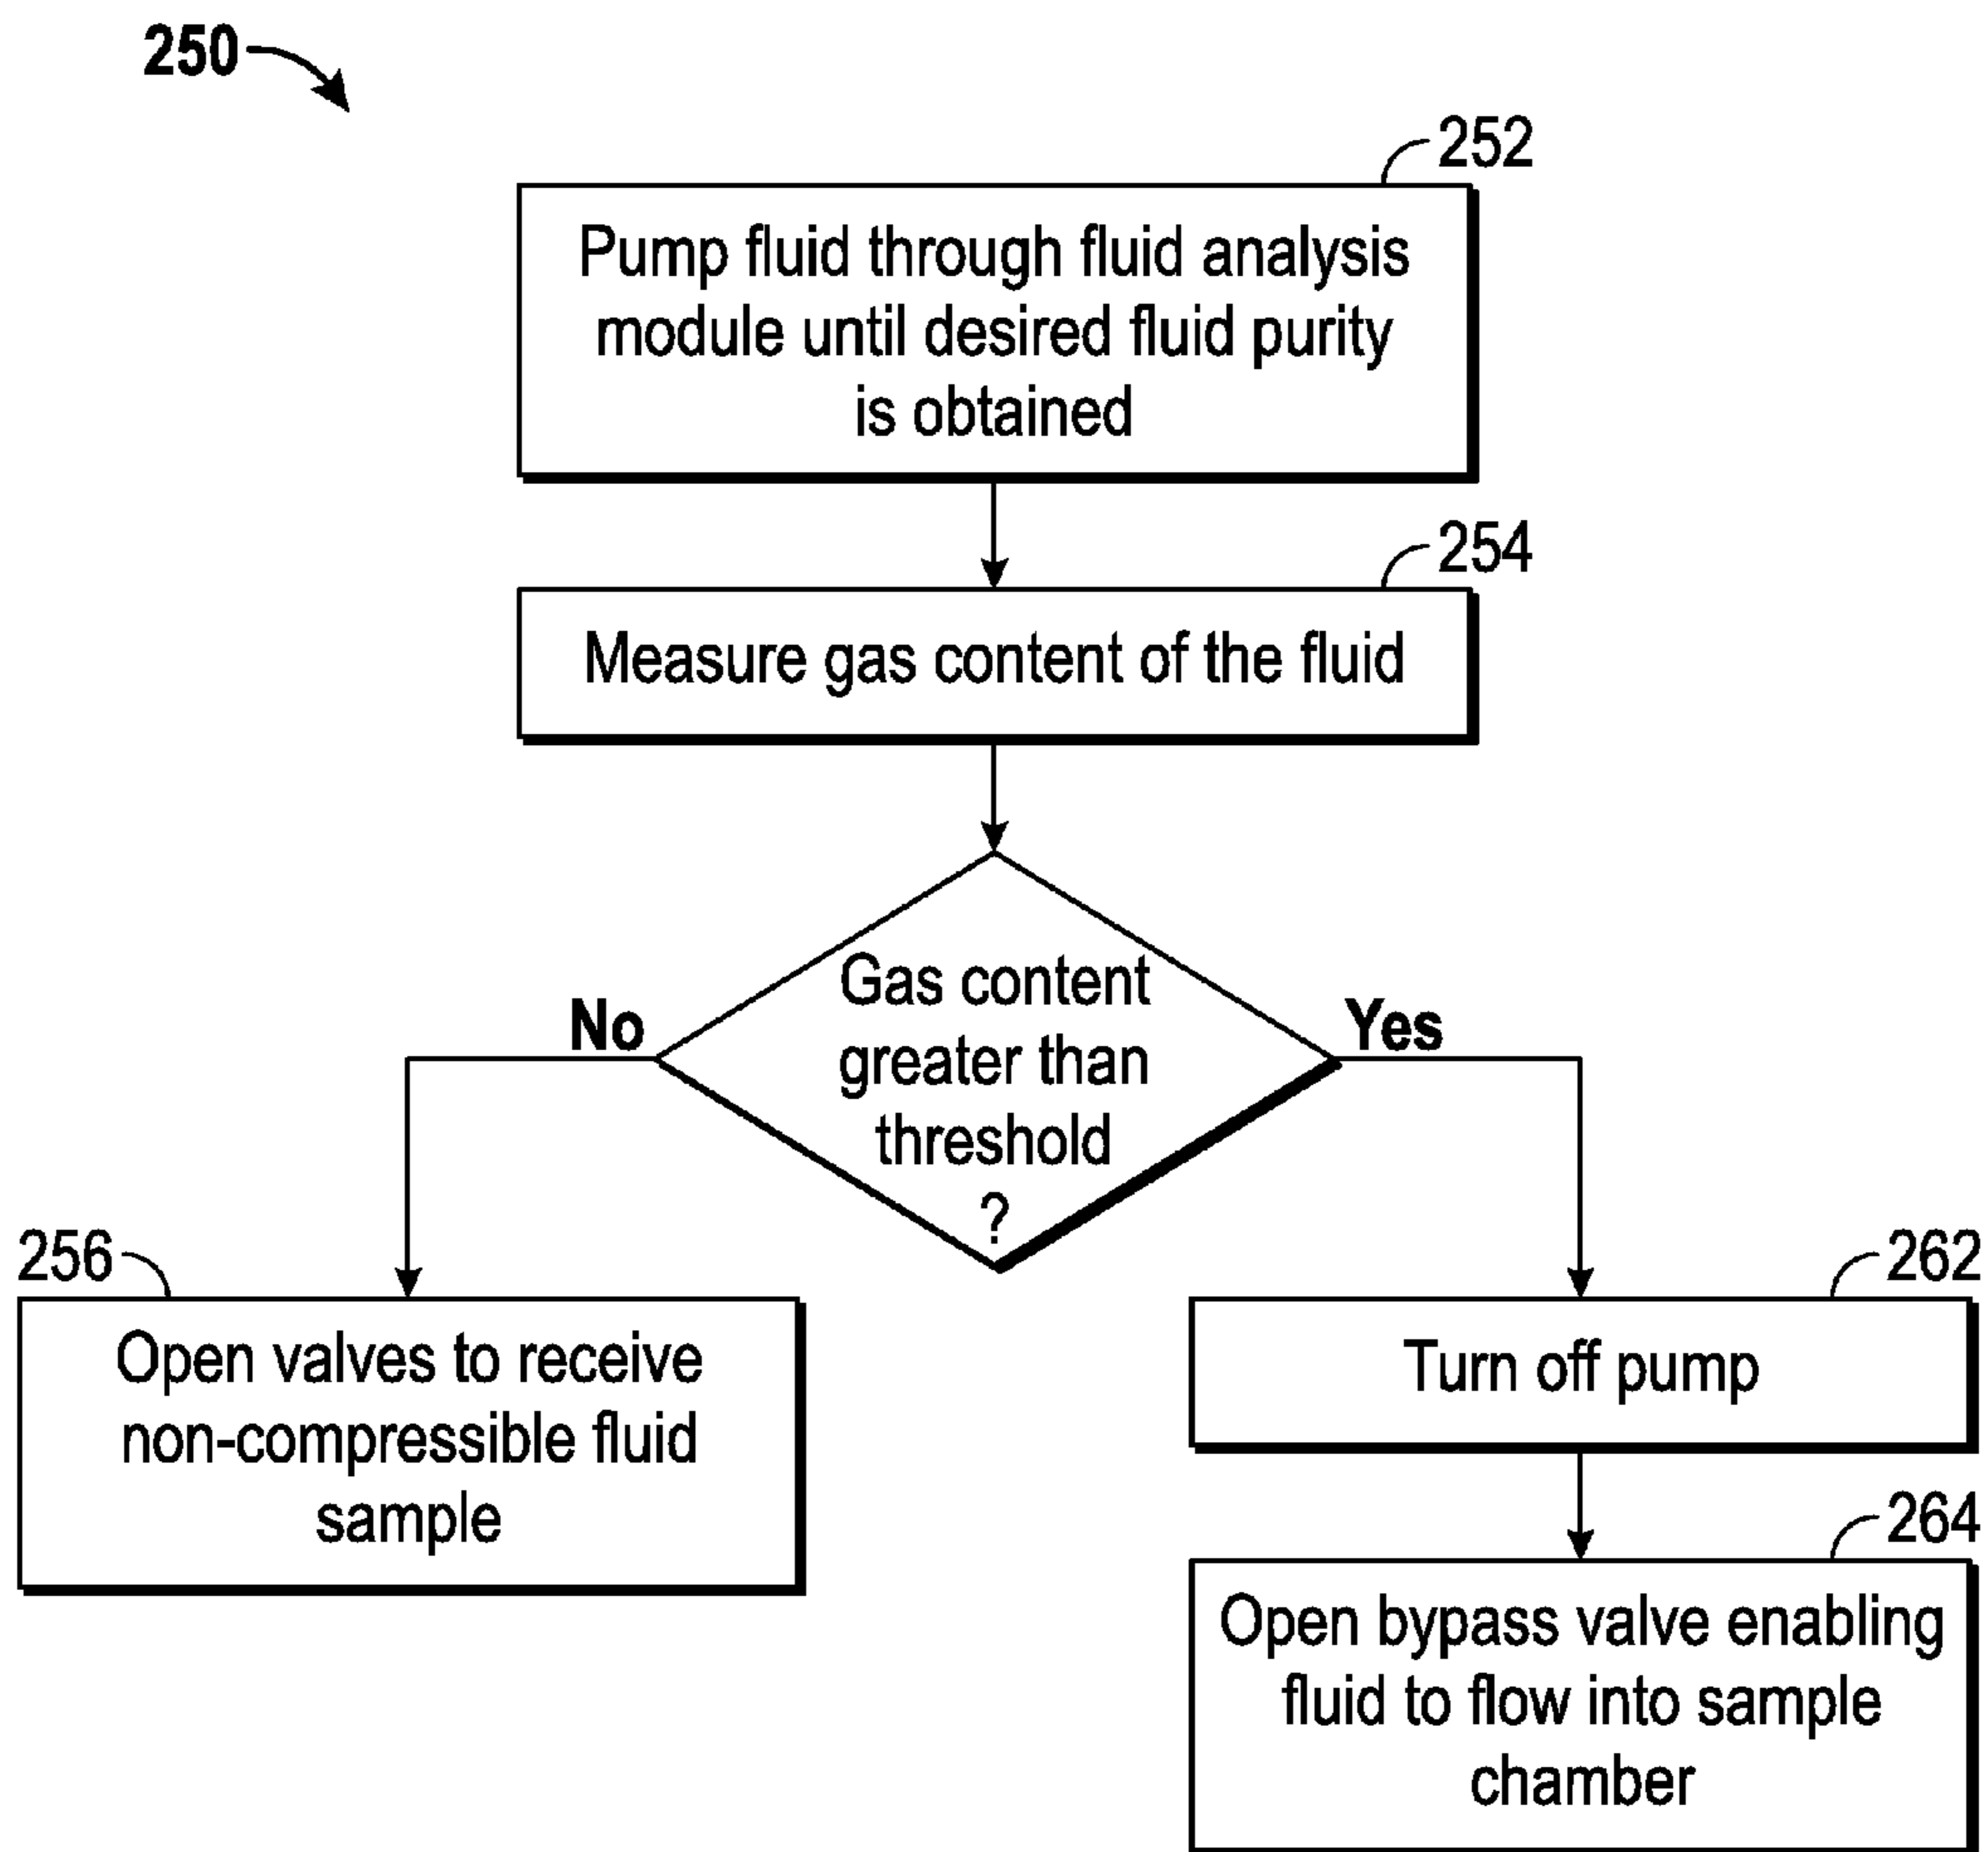 250
252
Pump fluid through fluid analysis
module until desired fluid purity
is obtained
254
Measure gas content of the fluid
Gas content
greater than
threshold
?
No
Yes
256
Open valves to receive
non-compressible fluid
sample
262
Turn off pump
264
Open bypass valve enabling
fluid to flow into sample
chamber